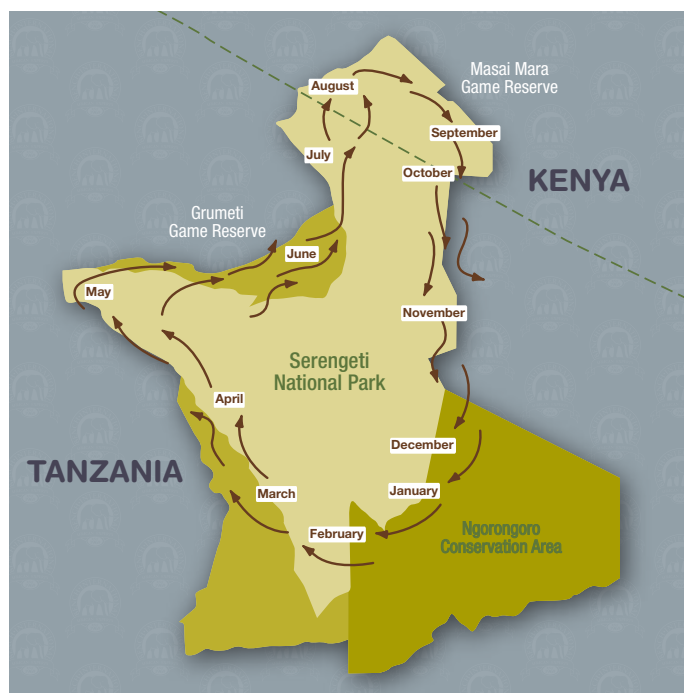 August
Masai Mara
Game Reserve
September
July
October
KENYA
Grumeti
Game Reserve
June
May
November
Serengeti
National Park
April
December
TANZANIA
January
March
February
Ngorongoro
Conservation Area